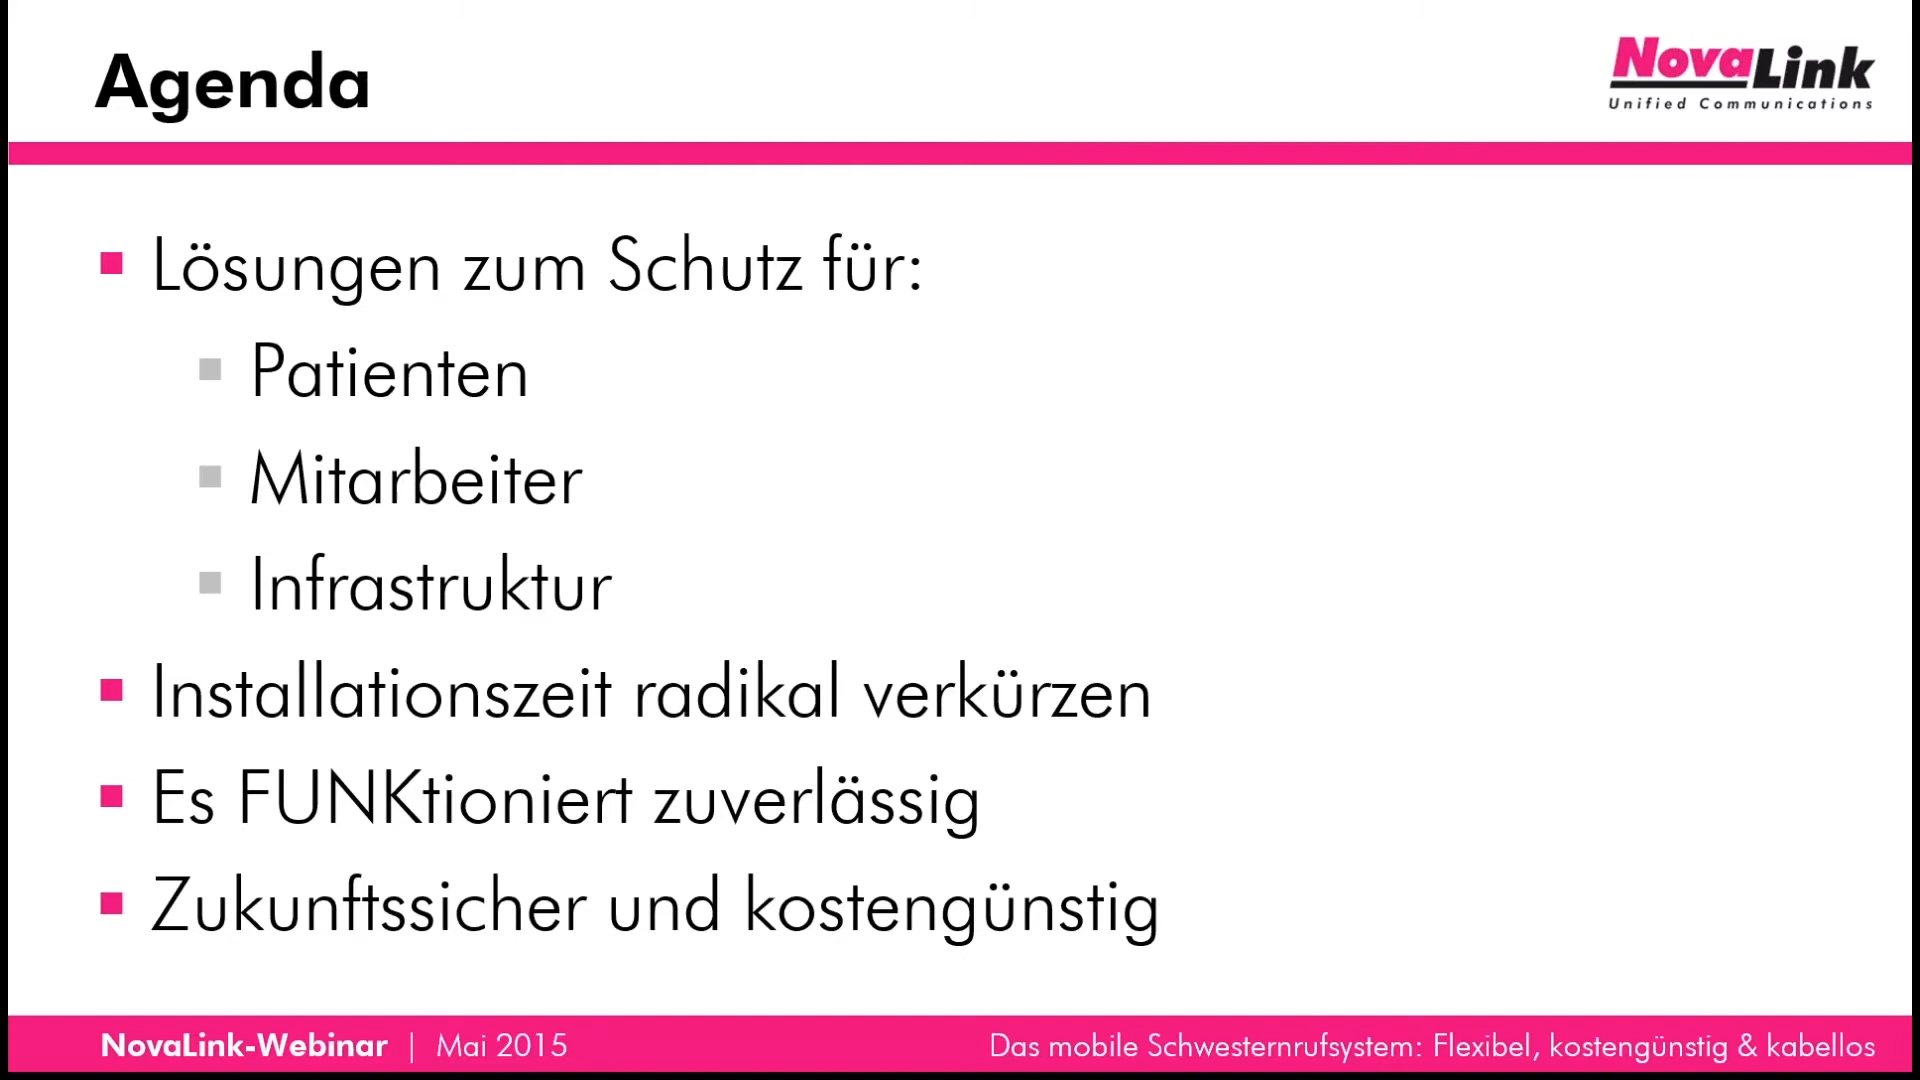 Agenda
NovaLink
Unified Communications
Lösungen zum Schutz für:
Patienten
Mitarbeiter
Infrastruktur
Installationszeit radikal verkürzen
Es FUNKtioniert zuverlässig
Zukunftssicher und kostengünstig
NovaLink-Webinar | Mai 2015
Das mobile Schwesternrufsystem: Flexibel, kostengünstig & kabellos